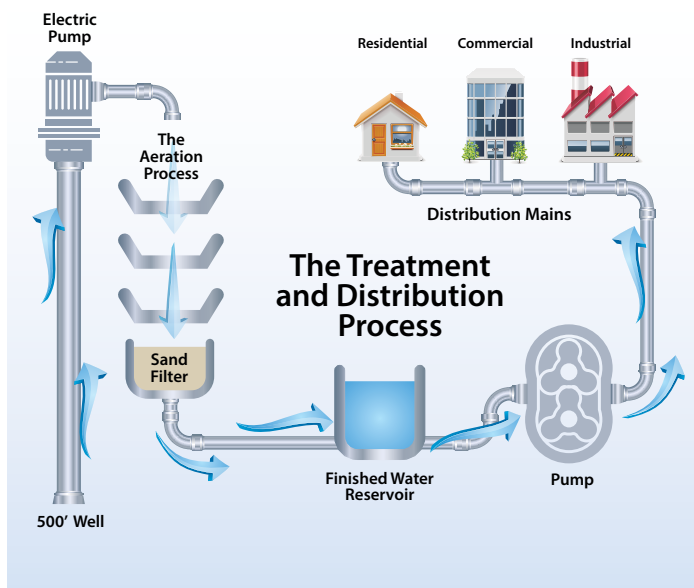 Electric
Pump
Residential
Commercial
Industrial
The
Aeration
Process
Distribution Mains
The Treatment
and Distribution
Process
Sand
Filter
Finished Water
Reservoir
Pump
500' Well